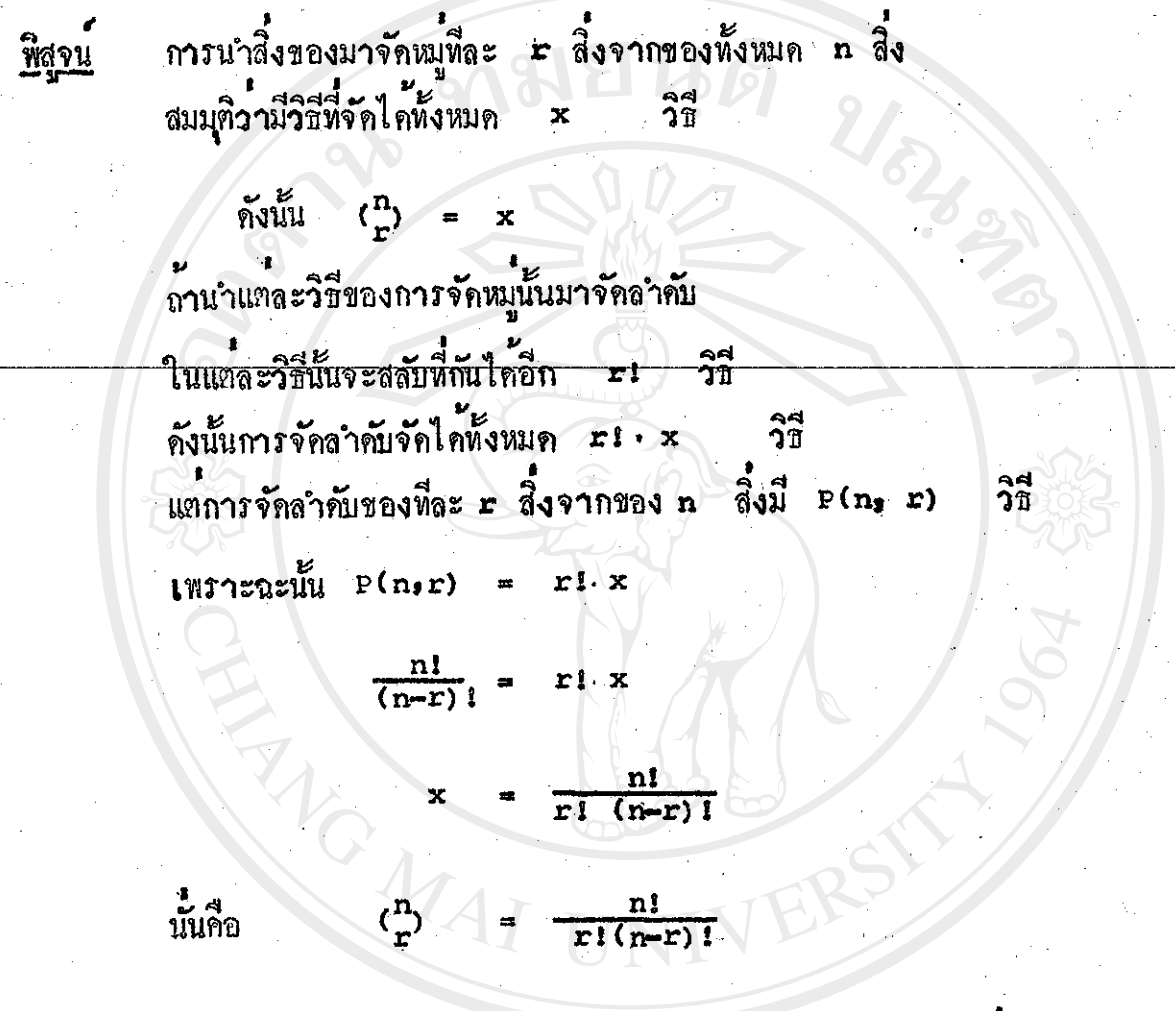 พิสูจน์ การนำสิ่งของมาจัดหมู่ทีละ r สิ่งจากของทั้งหมด n สิ่ง
สมมุติว่ามีวิธีที่จัดได้ทั้งหมด x วิธี
ดังนั้น (n r) = x
ถ้านำแต่ละวิธีของการจัดหมู่นั้นมาจัดลำดับ
ในแต่ละวิธีนั้นจะสลับที่กันได้อีก r! วิธี
ดังนั้นการจัดลำดับจัดได้ทั้งหมด r! · x วิธี
แต่การจัดลำดับของทีละ r สิ่งจากของ n สิ่งมี P(n, r) วิธี
เพราะฉะนั้น P(n,r) = r!·x
n!/(n-r)! = r!·x
x = n!/r! (n-r)!
นั่นคือ (n r) = n!/r!(n-r)!
CHIANG MAI UNIVERSITY 1964